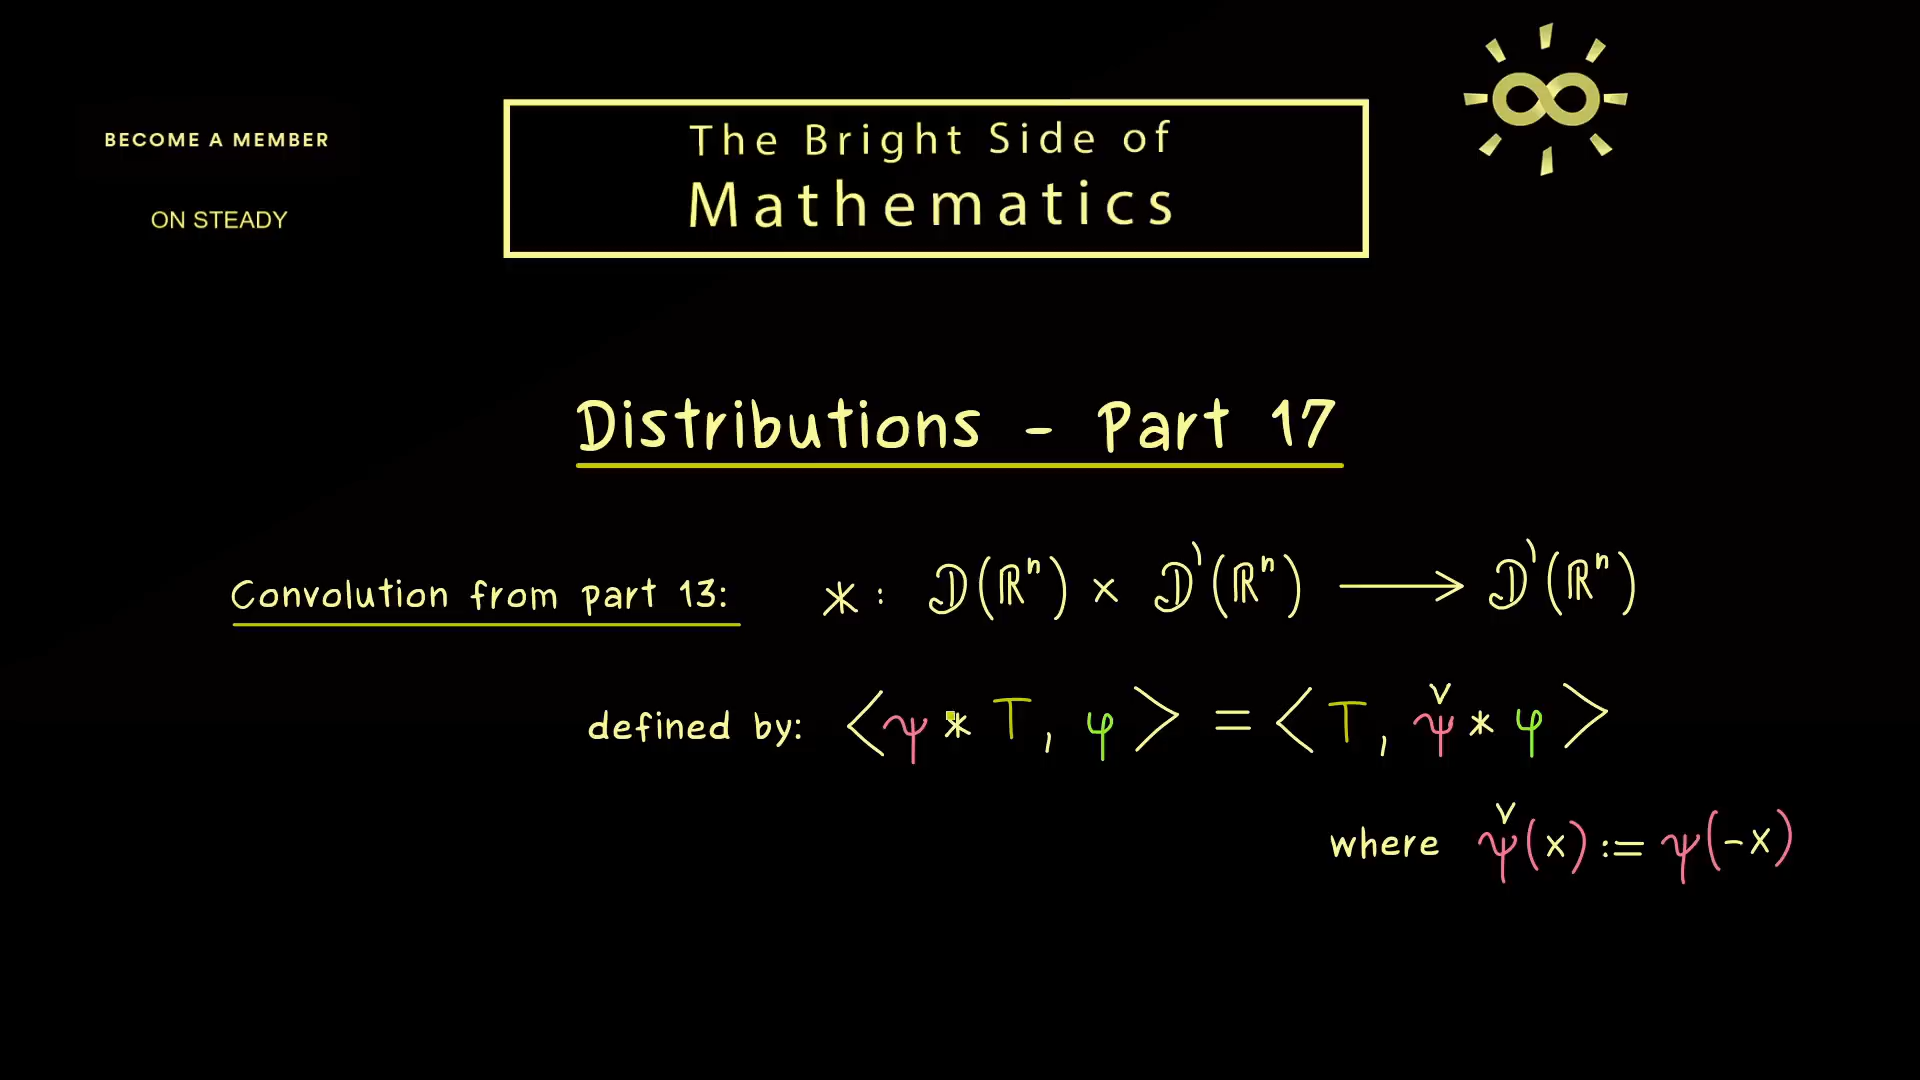 BECOME A MEMBER
ON STEADY
The Bright Side of
Mathematics
Distributions - Part 17
Convolution from part 13: * : 𝒟(ℝⁿ) × 𝒟'(ℝⁿ) ⟶ 𝒟'(ℝⁿ)
defined by: ⟨ψ * T, φ⟩ = ⟨T, ψ̌ * φ⟩
where ψ̌(x) := ψ(-x)